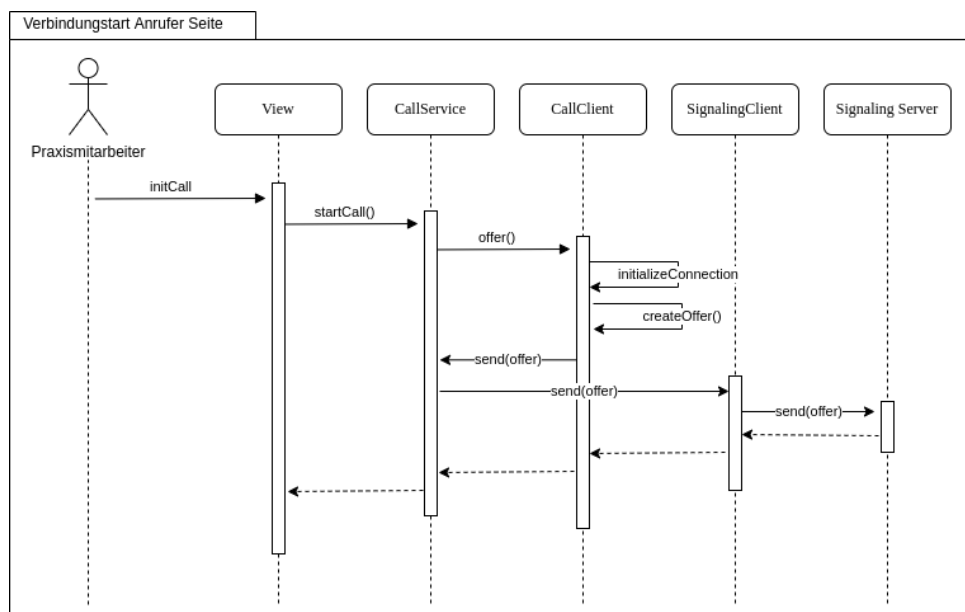 Verbindungstart Anrufer Seite
Praxismitarbeiter
View
CallService
CallClient
SignalingClient
Signaling Server
initCall
startCall()
offer()
initializeConnection
createOffer()
send(offer)
send(offer)
send(offer)